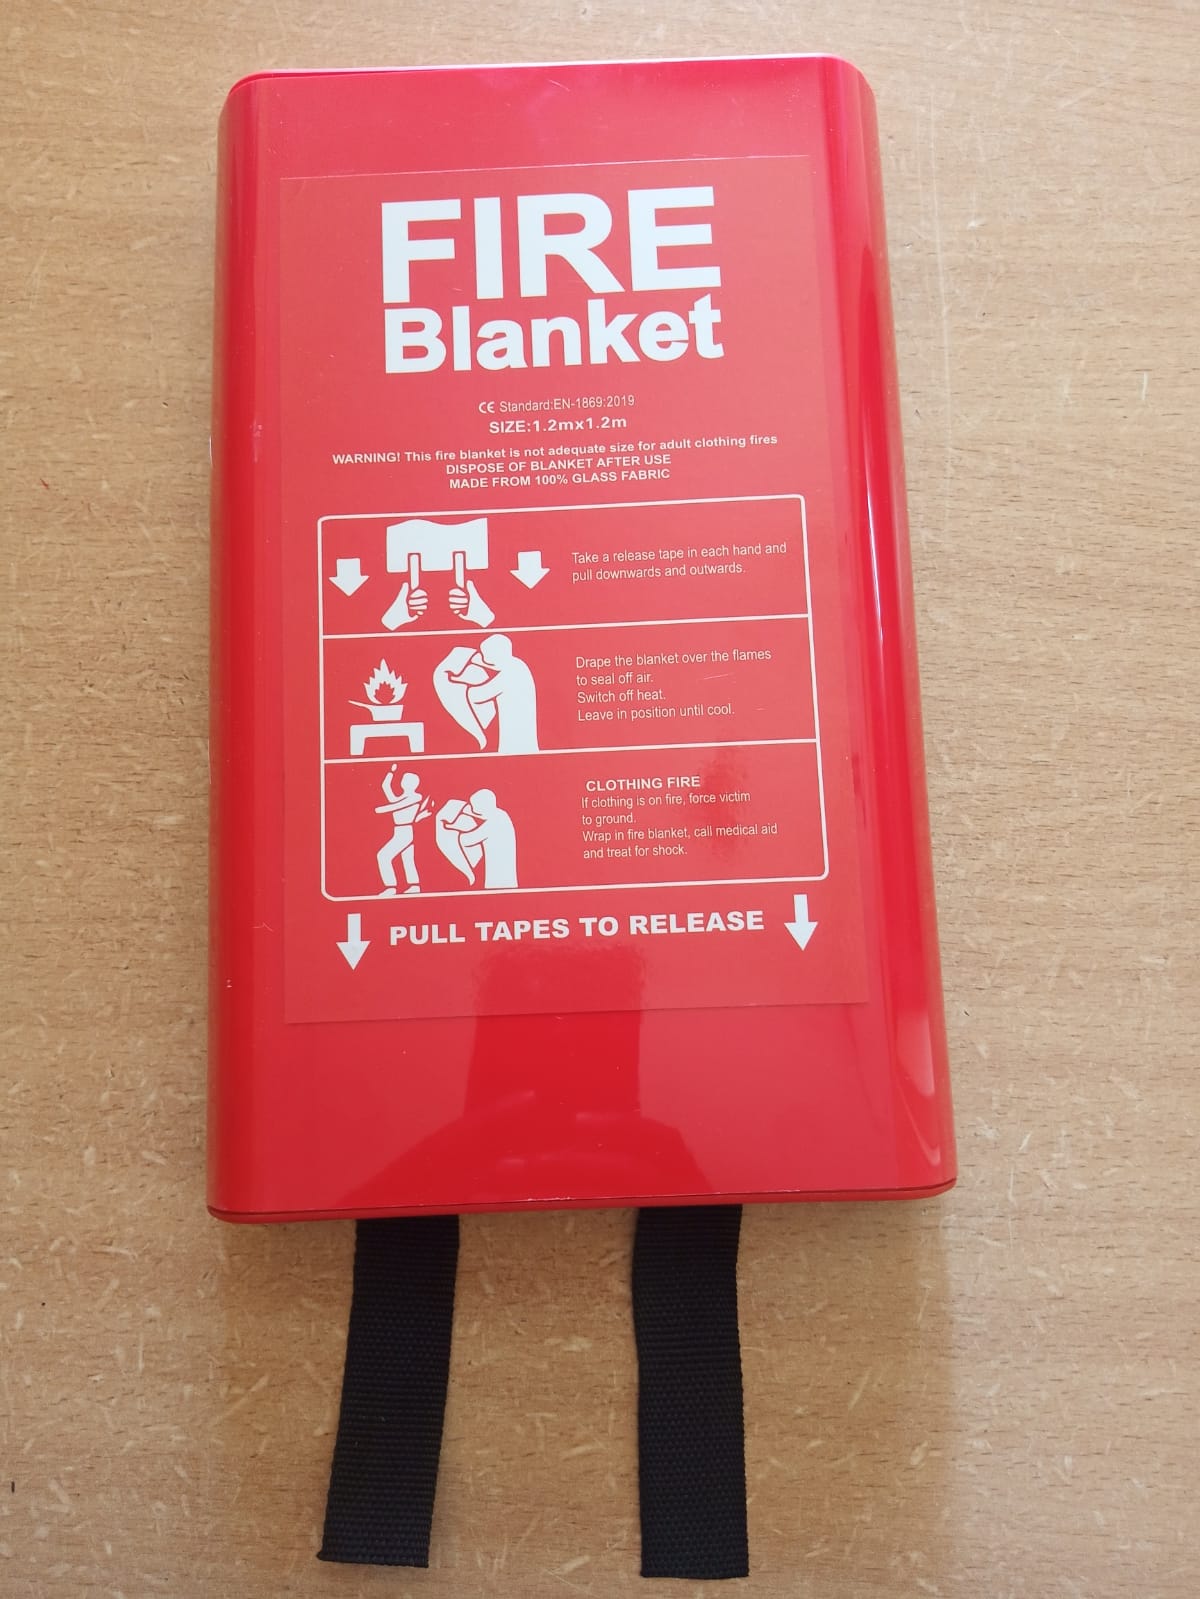 FIRE
Blanket
CE Standard:EN-1869:2019
SIZE:1.2mx1.2m
WARNING! This fire blanket is not adequate size for adult clothing fires
DISPOSE OF BLANKET AFTER USE
MADE FROM 100% GLASS FABRIC
Take a release tape in each hand and
pull downwards and outwards.
Drape the blanket over the flames
to seal off air.
Switch off heat.
Leave in position until cool.
CLOTHING FIRE
If clothing is on fire, force victim
to ground.
Wrap in fire blanket, call medical aid
and treat for shock.
PULL TAPES TO RELEASE